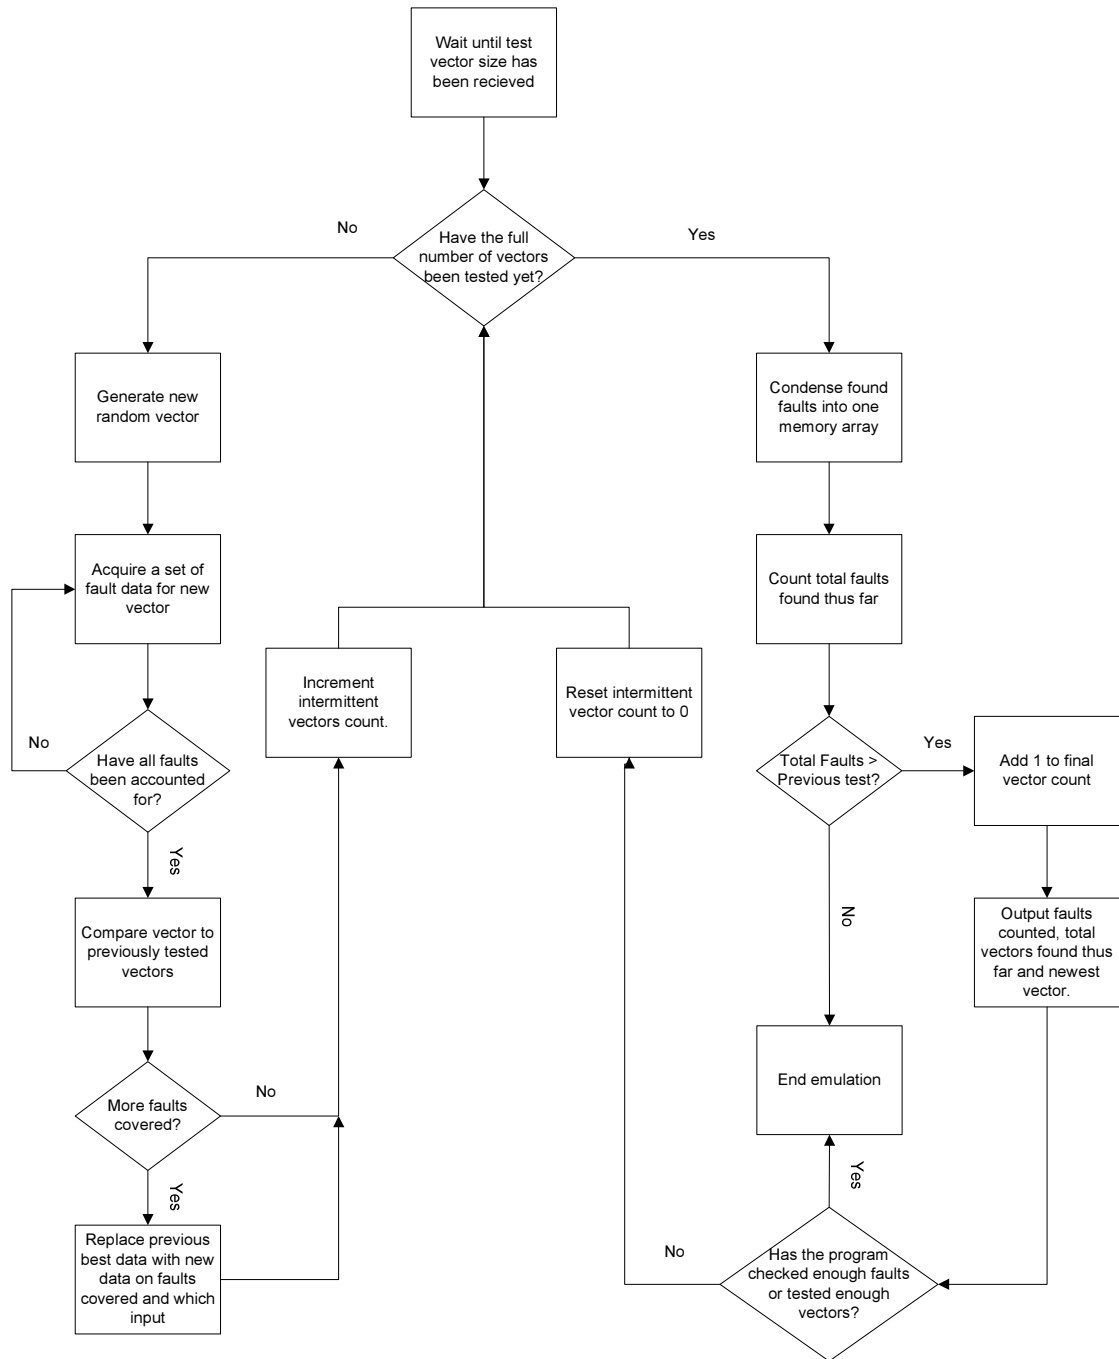 Wait until test
vector size has
been recieved
No
Have the full
number of vectors
been tested yet?
Yes
Generate new
random vector
Condense found
faults into one
memory array
Acquire a set of
fault data for new
vector
Count total faults
found thus far
Increment
intermittent
vectors count.
Reset intermittent
vector count to 0
No
Have all faults
been accounted
for?
Total Faults >
Previous test?
Yes
Add 1 to final
vector count
Yes
No
Compare vector to
previously tested
vectors
Output faults
counted, total
vectors found thus
far and newest
vector.
More faults
covered?
No
End emulation
Yes
Yes
Replace previous
best data with new
data on faults
covered and which
input
No
Has the program
checked enough faults
or tested enough
vectors?